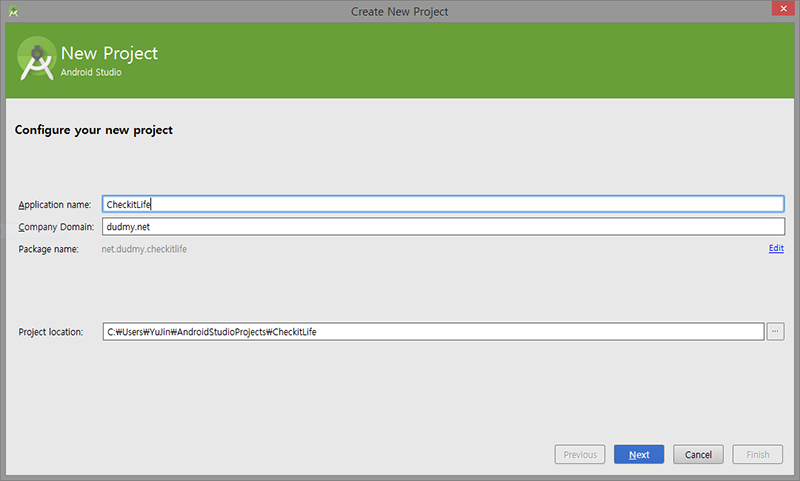 Create New Project
New Project
Android Studio
Configure your new project
Application name: CheckitLife
Company Domain: dudmy.net
Package name: net.dudmy.checkitlife Edit
Project location: C:₩Users₩YuJin₩AndroidStudioProjects₩CheckitLife ...
Previous Next Cancel Finish